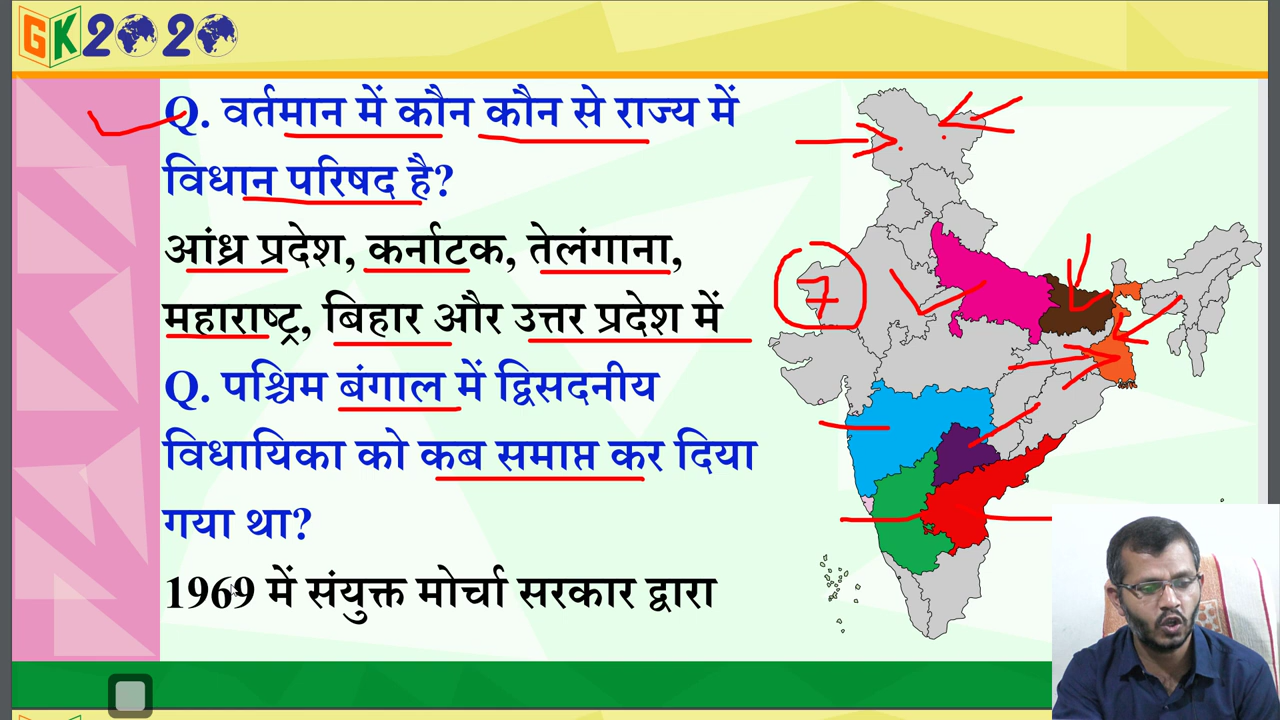 GK2020
Q. वर्तमान में कौन कौन से राज्य में
विधान परिषद है?
आंध्र प्रदेश, कर्नाटक, तेलंगाना,
महाराष्ट्र, बिहार और उत्तर प्रदेश में
7
Q. पश्चिम बंगाल में द्विसदनीय
विधायिका को कब समाप्त कर दिया
गया था?
1969 में संयुक्त मोर्चा सरकार द्वारा